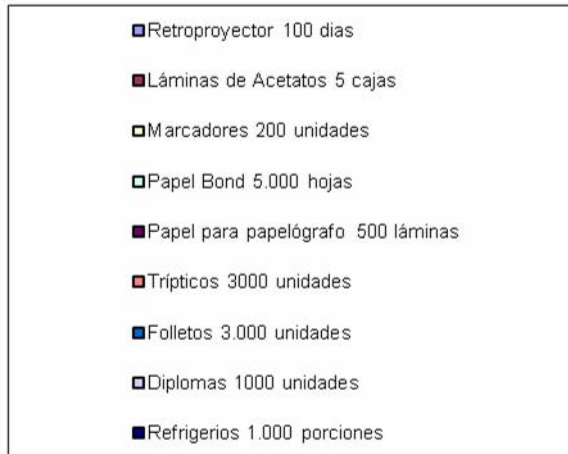 Retroproyector 100 dias
Láminas de Acetatos 5 cajas
Marcadores 200 unidades
Papel Bond 5.000 hojas
Papel para papelógrafo 500 láminas
Trípticos 3000 unidades
Folletos 3.000 unidades
Diplomas 1000 unidades
Refrigerios 1.000 porciones